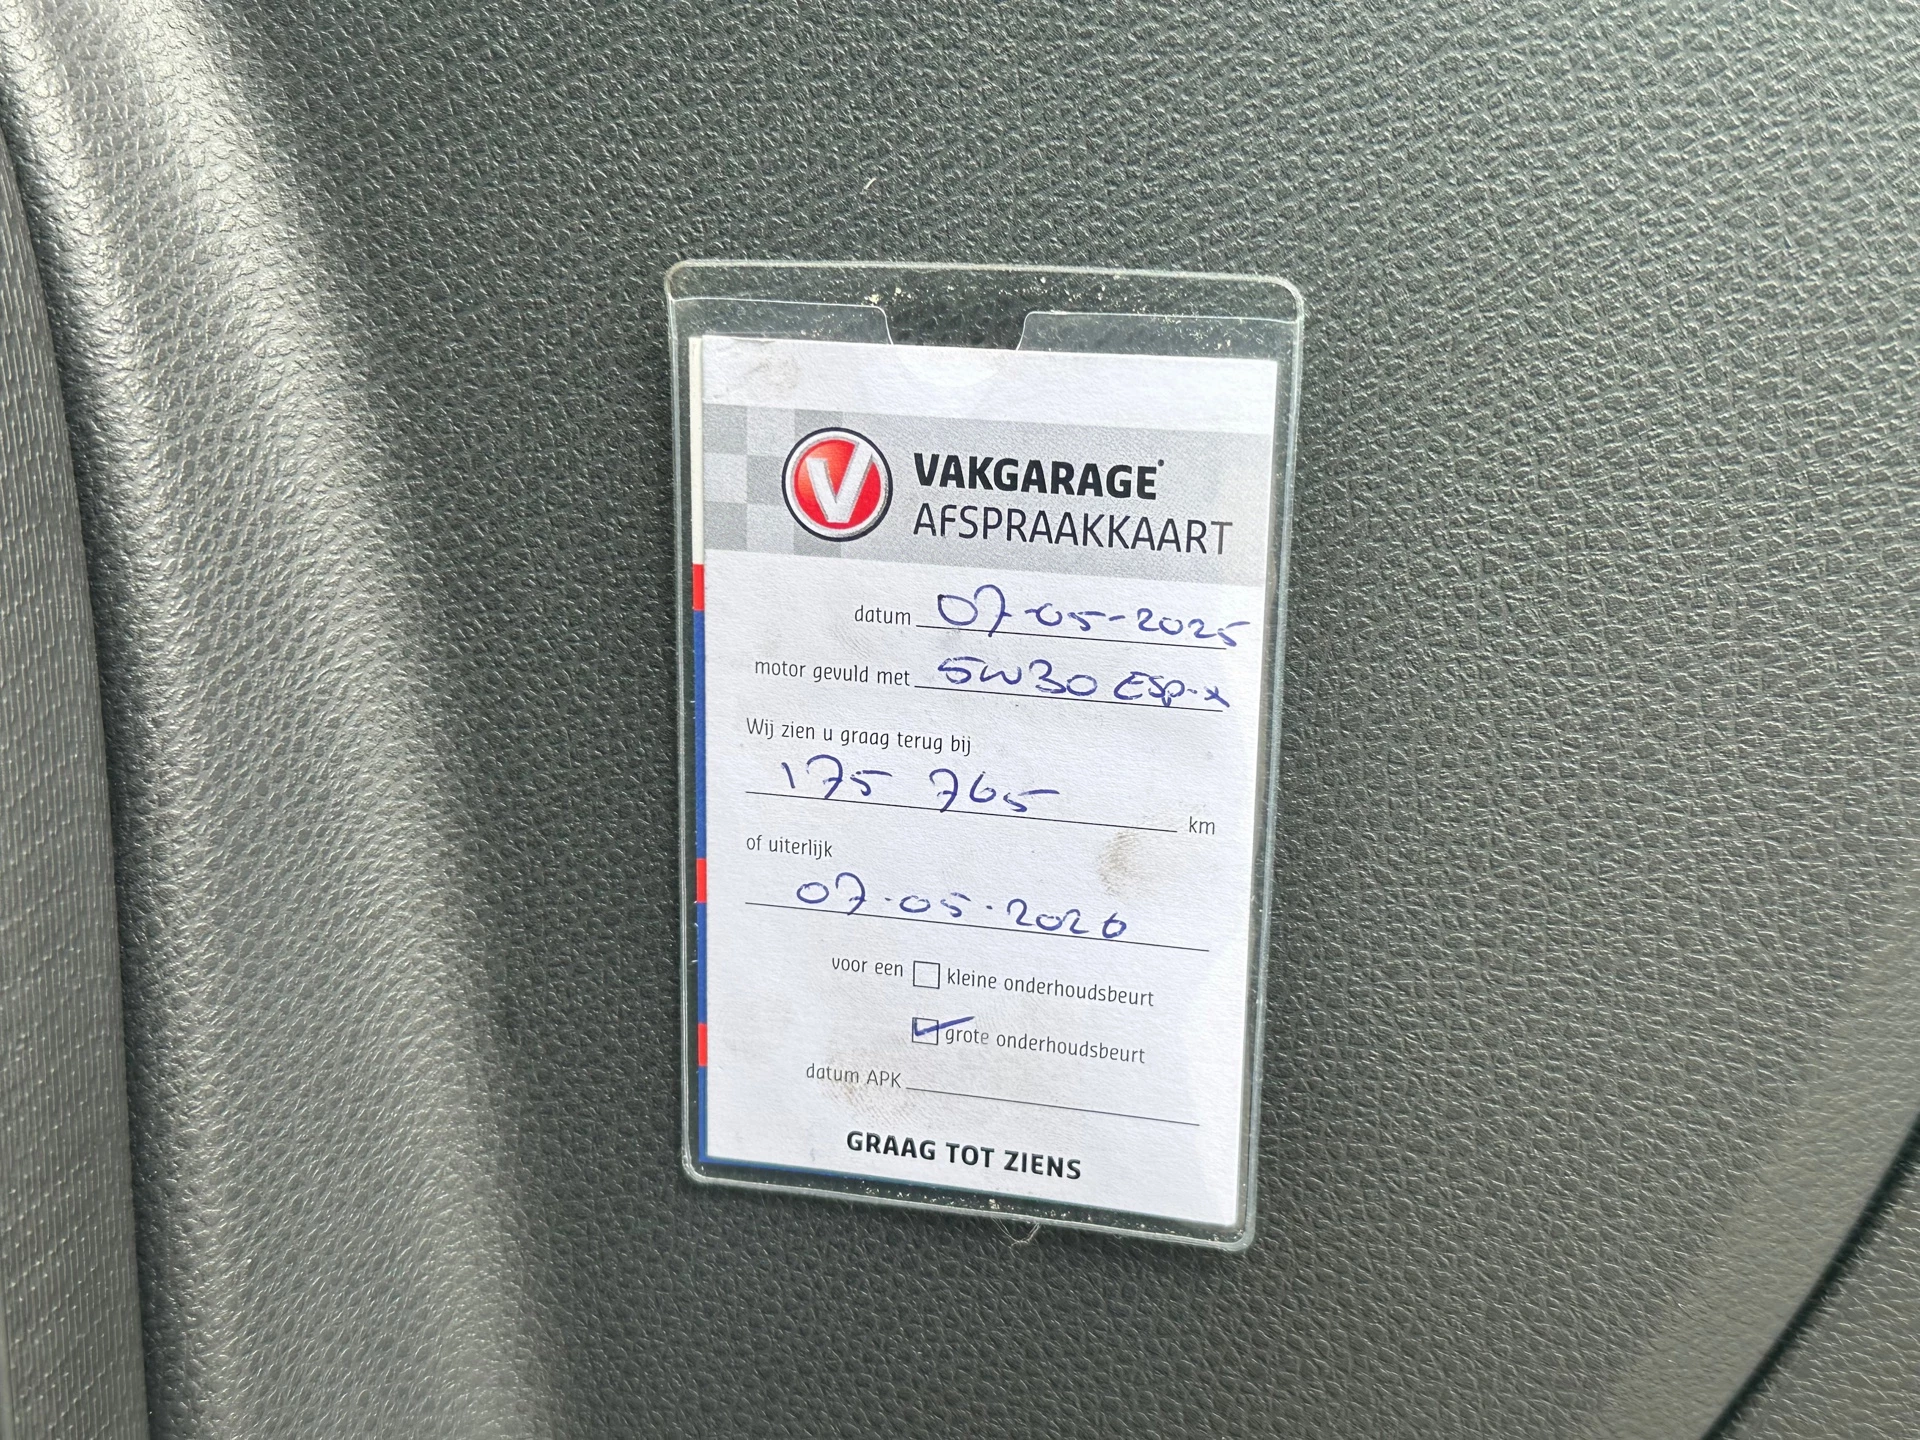 V
VAKGARAGE
AFSPRAAKKAART
datum 07-05-2025
motor gevuld met 5W30 ESP-x
Wij zien u graag terug bij
175 765 km
of uiterlijk
07-05-2026
voor een kleine onderhoudsbeurt
grote onderhoudsbeurt
datum APK
GRAAG TOT ZIENS